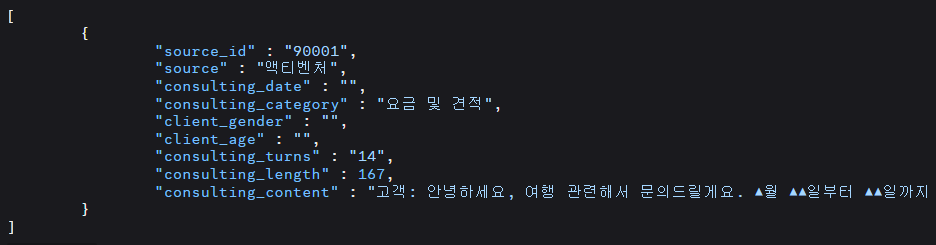 [
{
"source_id" : "90001",
"source" : "액티벤처",
"consulting_date" : "",
"consulting_category" : "요금 및 견적",
"client_gender" : "",
"client_age" : "",
"consulting_turns" : "14",
"consulting_length" : 167,
"consulting_content" : "고객: 안녕하세요, 여행 관련해서 문의드릴게요. ▲월 ▲▲일부터 ▲▲일까지
}
]